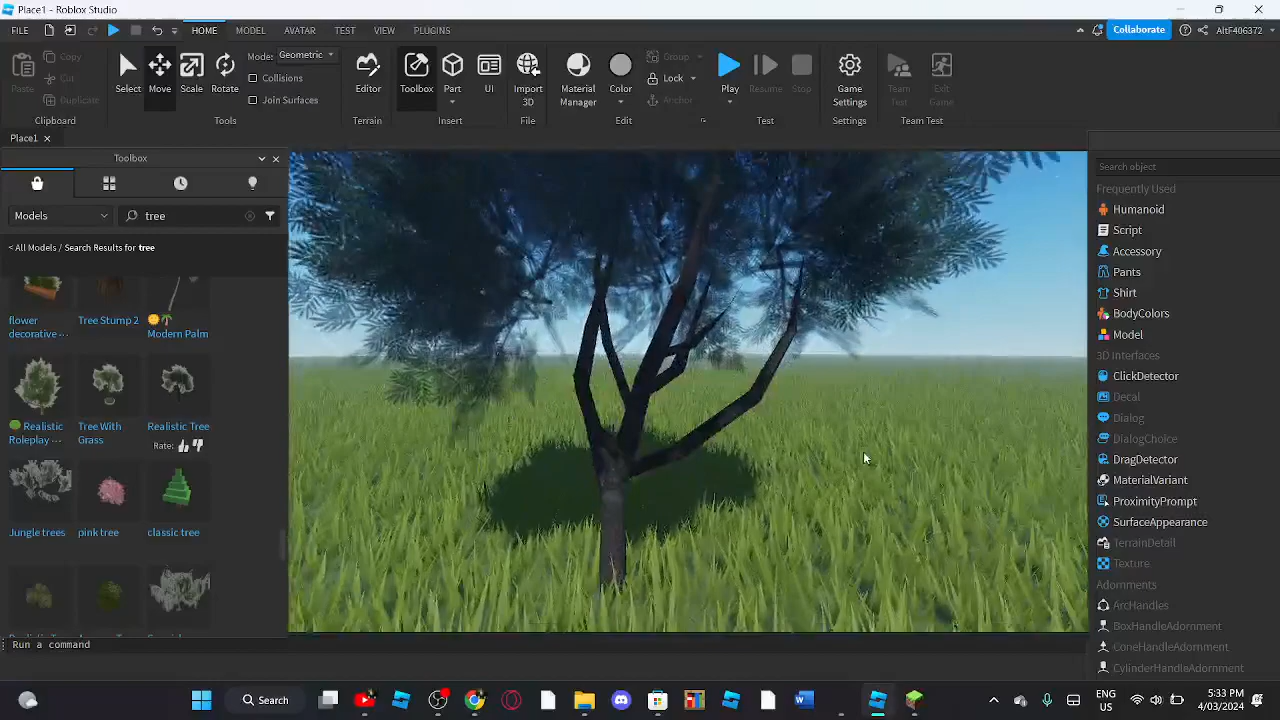 Place1 - Roblox Studio
FILE HOME MODEL AVATAR TEST VIEW PLUGINS
Collaborate AbF406372
Paste Copy Cut Duplicate Clipboard
Select Move Scale Rotate
Mode: Geometric
Collisions
Join Surfaces
Tools
Editor Terrain
Toolbox Part UI Insert
Import 3D File
Material Manager Color Group Lock Anchor Edit
Play Resume Stop Test
Game Settings Settings
Team Test Exit Game Team Test
Place1
Toolbox
Models tree
< All Models / Search Results for tree
flower decorative ...
Tree Stump 2
Modern Palm
Realistic Roleplay ...
Tree With Grass
Realistic Tree
Rate:
Jungle trees
pink tree
classic tree
Run a command
Search object
Frequently Used
Humanoid
Script
Accessory
Pants
Shirt
BodyColors
Model
3D Interfaces
ClickDetector
Decal
Dialog
DialogChoice
DragDetector
MaterialVariant
ProximityPrompt
SurfaceAppearance
TerrainDetail
Texture
Adornments
ArcHandles
BoxHandleAdornment
ConeHandleAdornment
CylinderHandleAdornment
Search
ENG
US
5:33 PM
4/03/2024